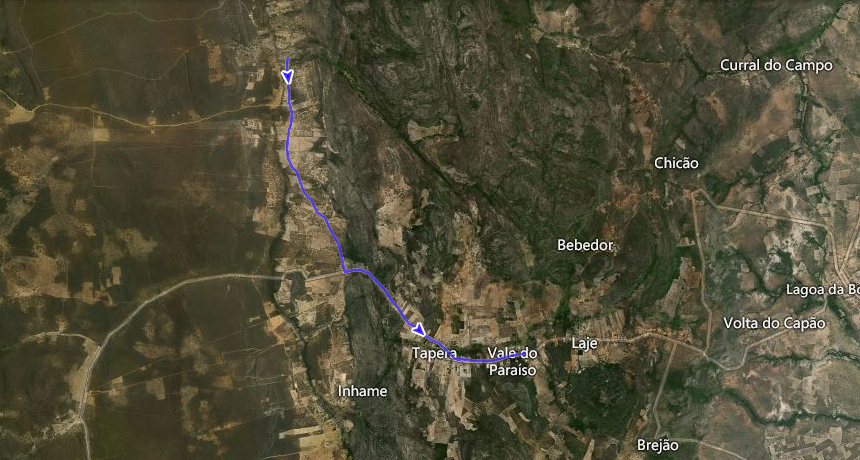 Curral do Campo
Chicão
Bebedor
Lagoa da Bo
Volta do Capão
Laje
Tapera
Vale do
Paraíso
Inhame
Brejão